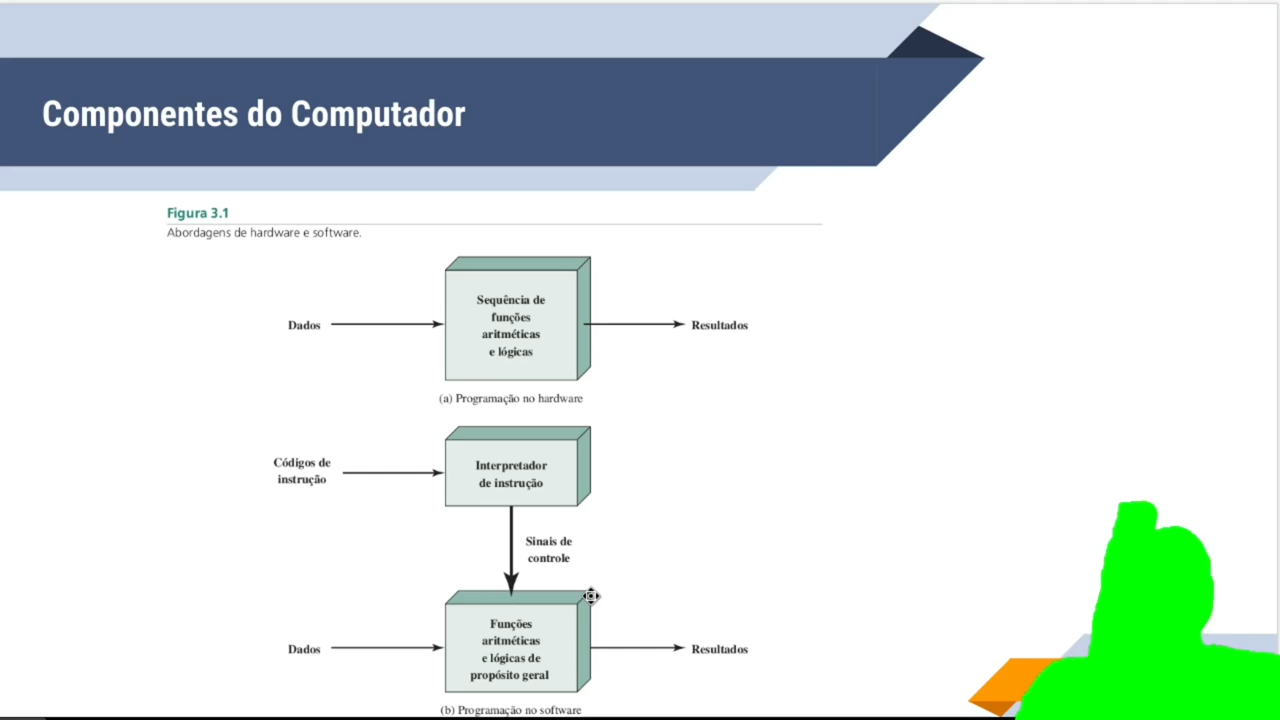 Componentes do Computador
Figura 3.1
Abordagens de hardware e software.
Sequência de
funções
aritméticas
e lógicas
Dados
Resultados
(a) Programação no hardware
Códigos de
instrução
Interpretador
de instrução
Sinais de
controle
Funções
aritméticas
e lógicas de
propósito geral
Dados
Resultados
(b) Programação no software